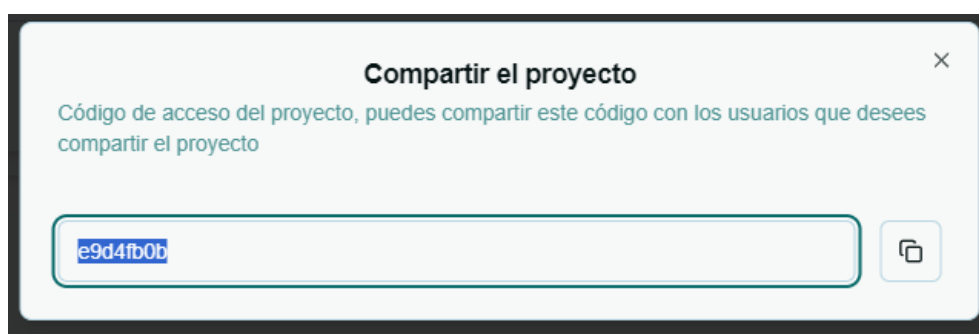 Compartir el proyecto
Código de acceso del proyecto, puedes compartir este código con los usuarios que desees
compartir el proyecto
e9d4fb0b